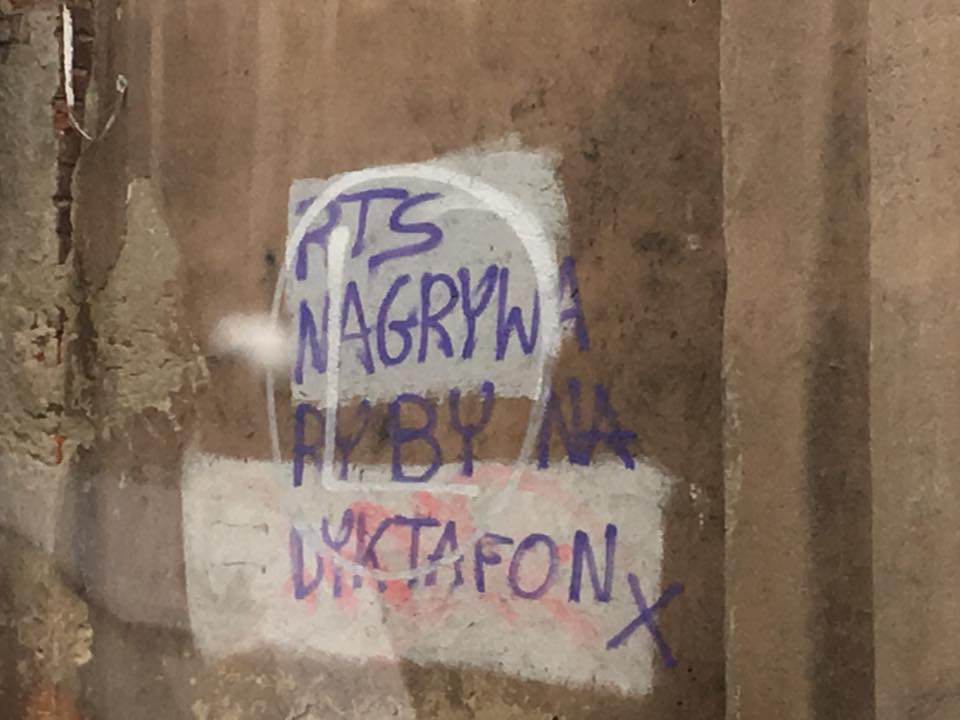 RTS
NAGRYWA
RYBY NA
DYKTAFON
X